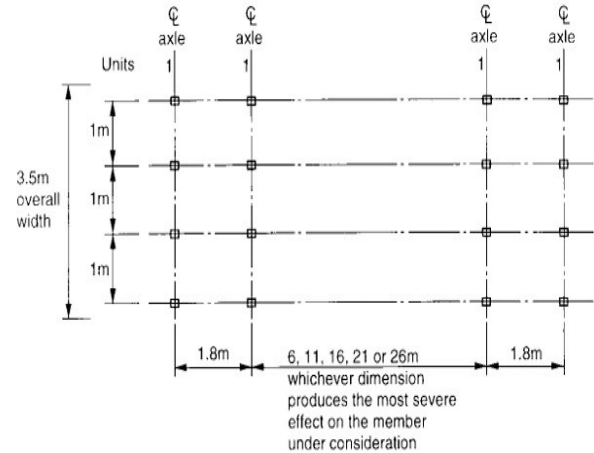 ℄ ℄ ℄ ℄
axle axle axle axle
Units 1 1 1 1
1m
3.5m
overall
width
1m
1m
1.8m 6, 11, 16, 21 or 26m 1.8m
whichever dimension
produces the most severe
effect on the member
under consideration